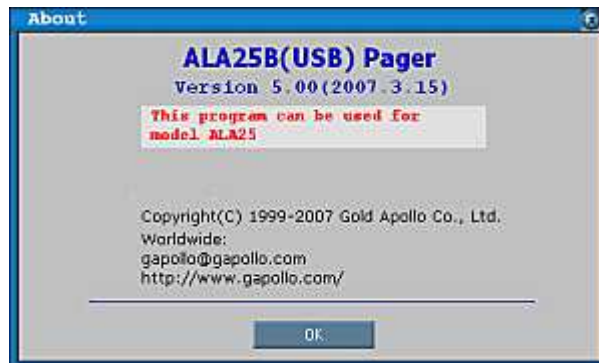 About
ALA25B(USB) Pager
Version 5.00(2007.3.15)
This program can be used for
model ALA25
Copyright(C) 1999-2007 Gold Apollo Co., Ltd.
Worldwide:
gapollo@gapollo.com
http://www.gapollo.com/
OK